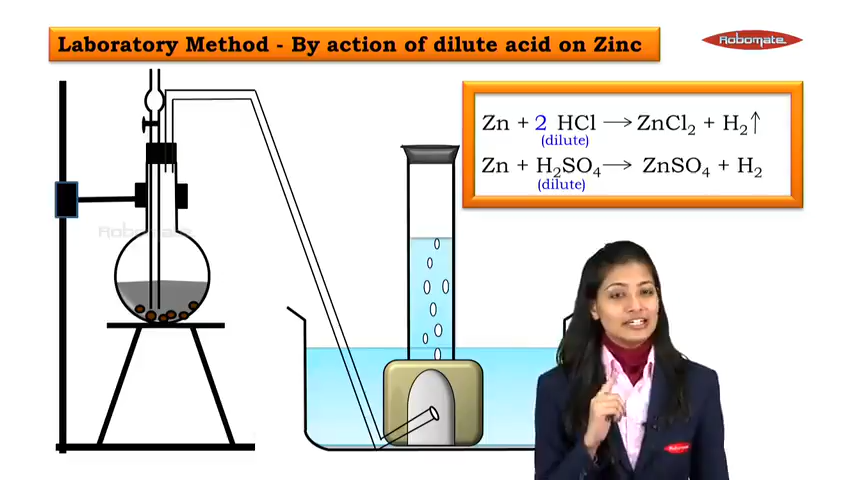 Laboratory Method - By action of dilute acid on Zinc
Robomate
Zn + 2 HCl → ZnCl₂ + H₂↑
(dilute)
Zn + H₂SO₄ → ZnSO₄ + H₂
(dilute)
Robomate